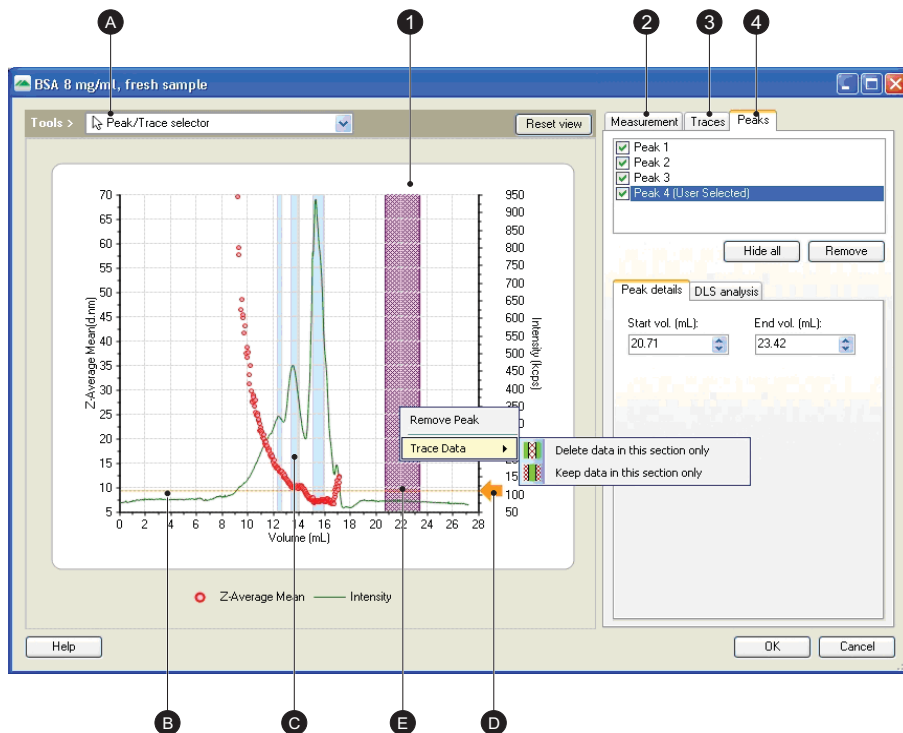 A 1 2 3 4
BSA 8 mg/ml, fresh sample
Tools > Peak/Trace selector Reset view
Measurement Traces Peaks
Peak 1
Peak 2
Peak 3
Peak 4 (User Selected)
Hide all Remove
Peak details DLS analysis
Start vol. (mL): End vol. (mL):
20.71 23.42
Z-Average Mean(d.nm)
70
65
60
55
50
45
40
35
30
25
20
15
10
5
950
900
850
800
750
700
650
600
550
500
450
400
350
300
250
150
100
50
Intensity (kcps)
Remove Peak
Trace Data
Delete data in this section only
Keep data in this section only
0 2 4 6 8 10 12 14 16 18 20 22 24 26 28
Volume (mL)
Z-Average Mean Intensity
Help OK Cancel
B C E D